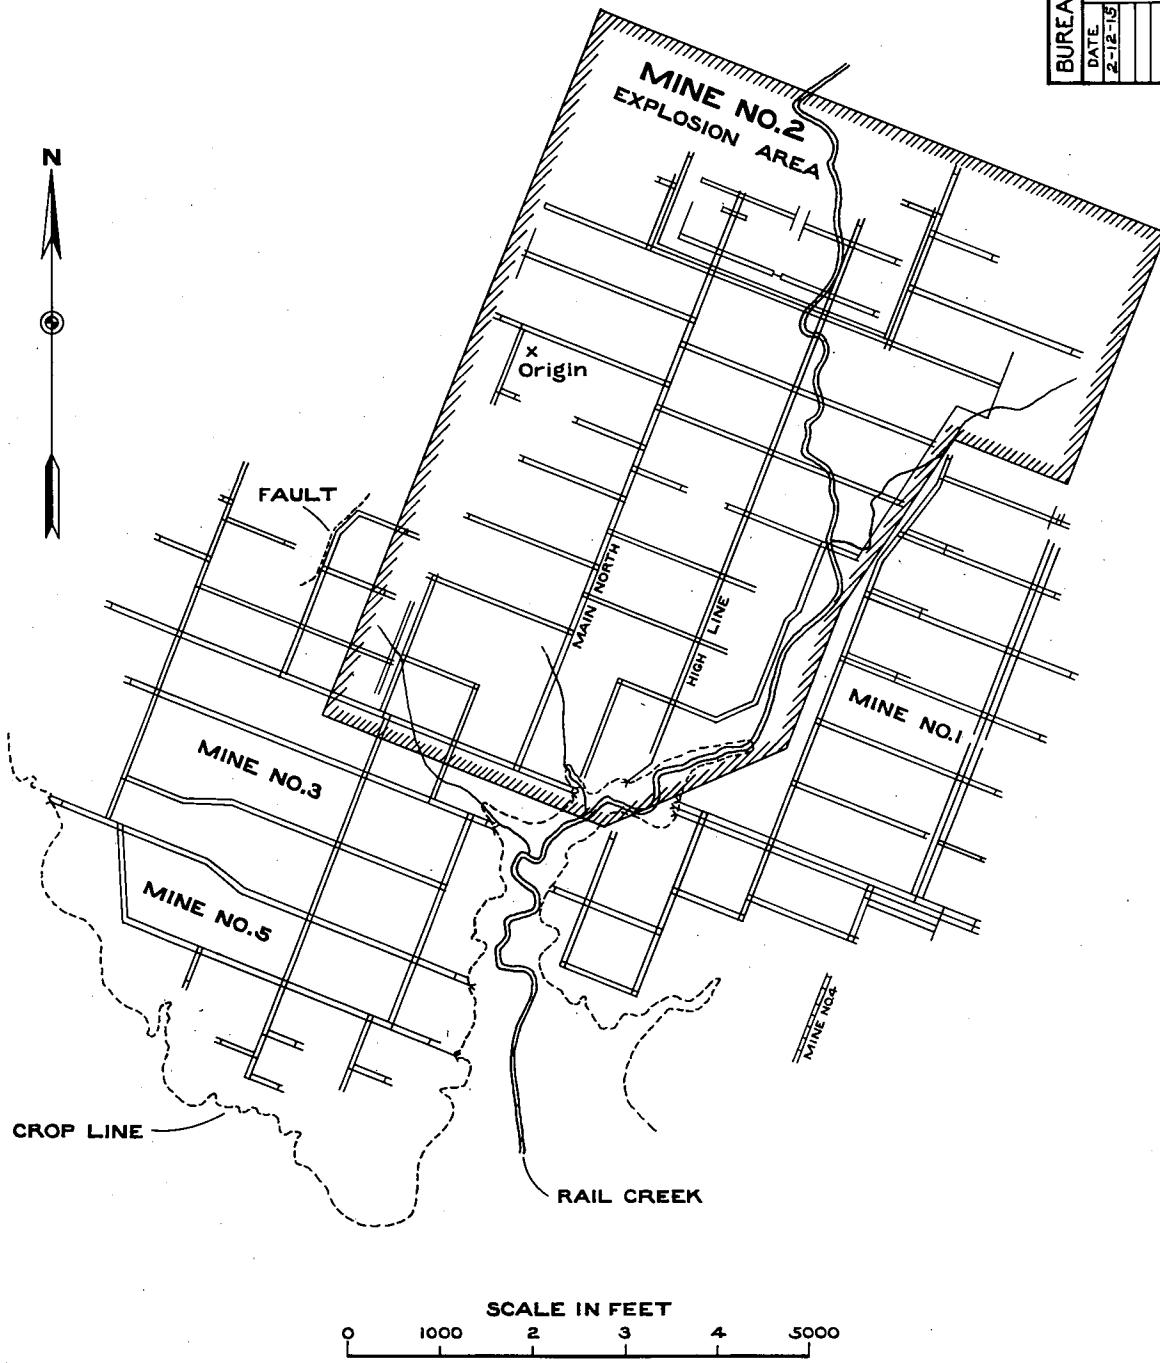 BUREA
DATE
2-12-15
N
MINE NO.2
EXPLOSION AREA
x
Origin
FAULT
MAIN NORTH
HIGH LINE
MINE NO.1
MINE NO.3
MINE NO.5
MINE NO.4
CROP LINE
RAIL CREEK
SCALE IN FEET
0 1000 2 3 4 5000